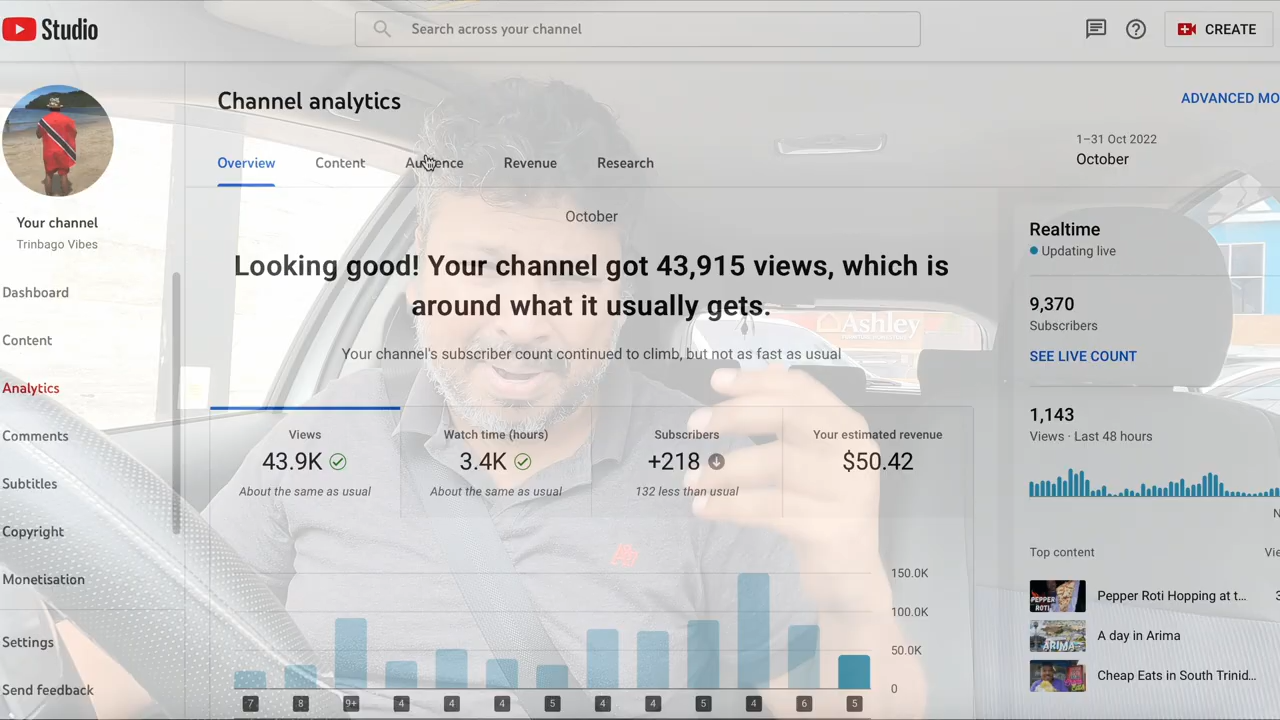 Studio
Search across your channel
CREATE
Channel analytics
ADVANCED MO
1–31 Oct 2022
October
Overview
Content
Audience
Revenue
Research
Your channel
Trinbago Vibes
Dashboard
Content
Analytics
Comments
Subtitles
Copyright
Monetisation
Settings
Send feedback
October
Looking good! Your channel got 43,915 views, which is
around what it usually gets.
Your channel's subscriber count continued to climb, but not as fast as usual
Ashley
Views
43.9K
About the same as usual
Watch time (hours)
3.4K
About the same as usual
Subscribers
+218
132 less than usual
Your estimated revenue
$50.42
150.0K
100.0K
50.0K
0
7 8 9+ 4 4 4 5 4 4 5 4 6 5
Realtime
Updating live
9,370
Subscribers
SEE LIVE COUNT
1,143
Views · Last 48 hours
N
Top content
Vie
PEPPER
ROTI
Pepper Roti Hopping at t...
3
ARIMA
A day in Arima
Cheap Eats in South Trinid...